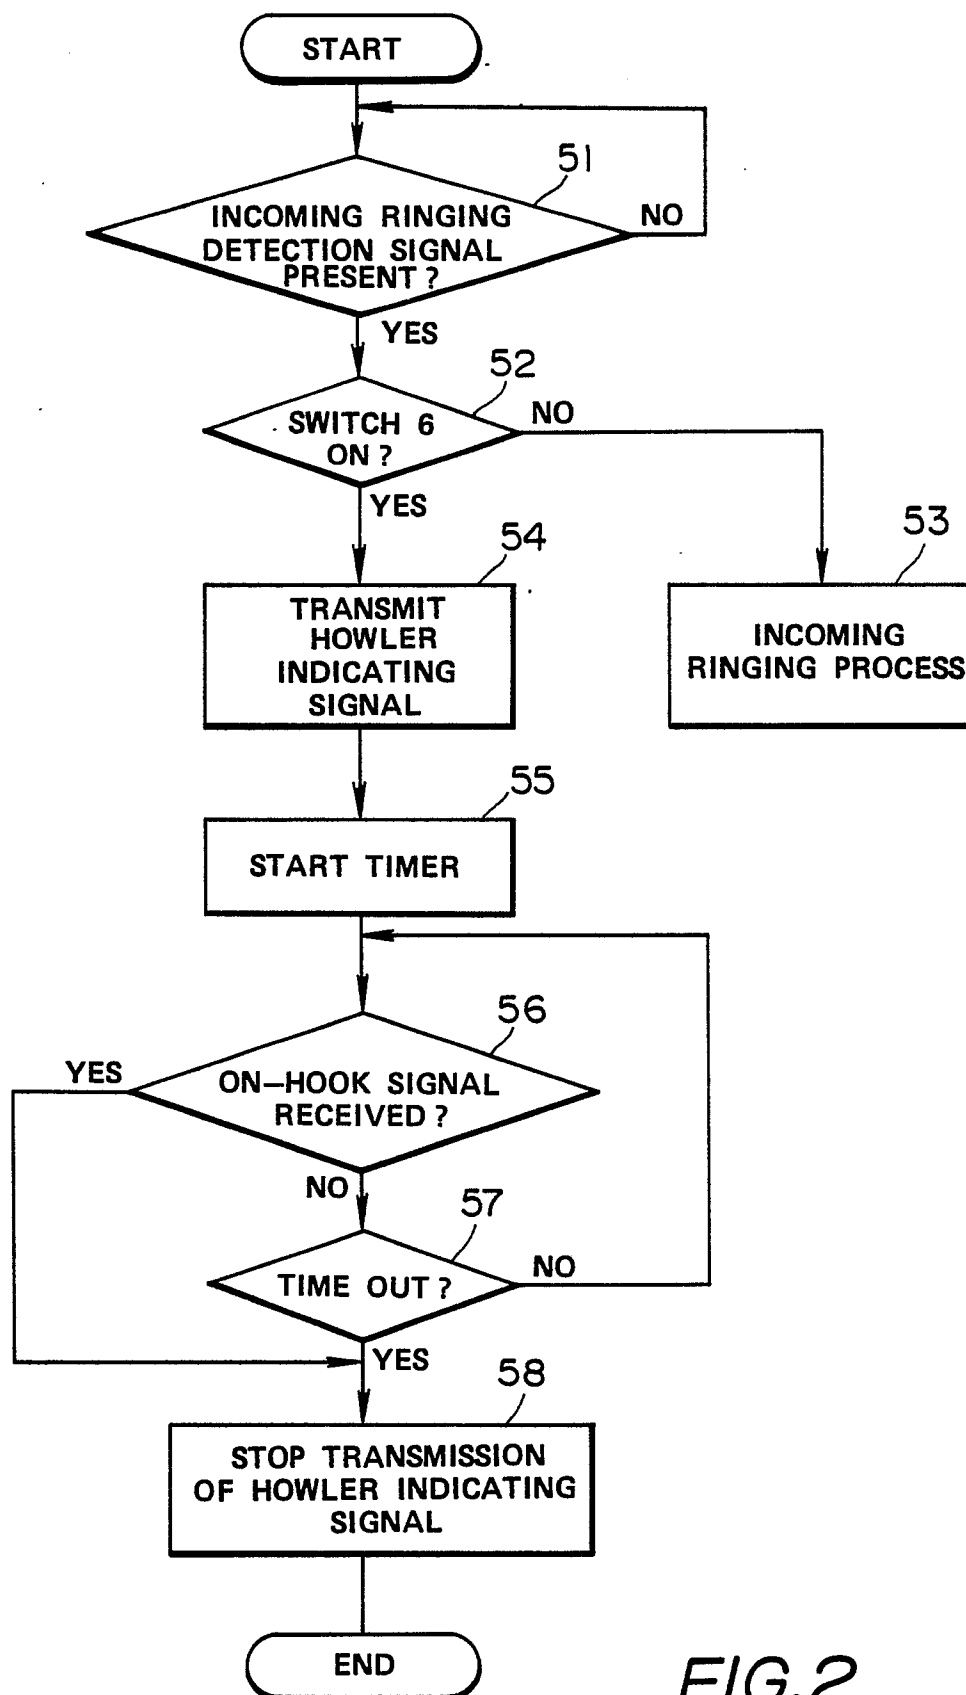 START
51
INCOMING RINGING
DETECTION SIGNAL
PRESENT ?
NO
YES
52
SWITCH 6
ON ?
NO
YES
54
TRANSMIT
HOWLER
INDICATING
SIGNAL
53
INCOMING
RINGING PROCESS
55
START TIMER
56
YES
ON-HOOK SIGNAL
RECEIVED ?
NO
57
TIME OUT ?
NO
YES
58
STOP TRANSMISSION
OF HOWLER INDICATING
SIGNAL
END
FIG.2